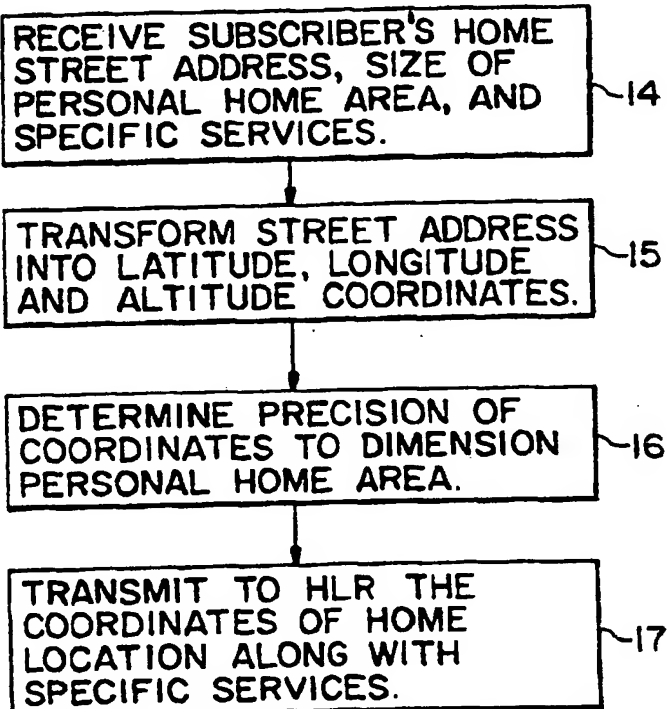 RECEIVE SUBSCRIBER'S HOME
STREET ADDRESS, SIZE OF
PERSONAL HOME AREA, AND
SPECIFIC SERVICES.
14
TRANSFORM STREET ADDRESS
INTO LATITUDE, LONGITUDE
AND ALTITUDE COORDINATES.
15
DETERMINE PRECISION OF
COORDINATES TO DIMENSION
PERSONAL HOME AREA.
16
TRANSMIT TO HLR THE
COORDINATES OF HOME
LOCATION ALONG WITH
SPECIFIC SERVICES.
17